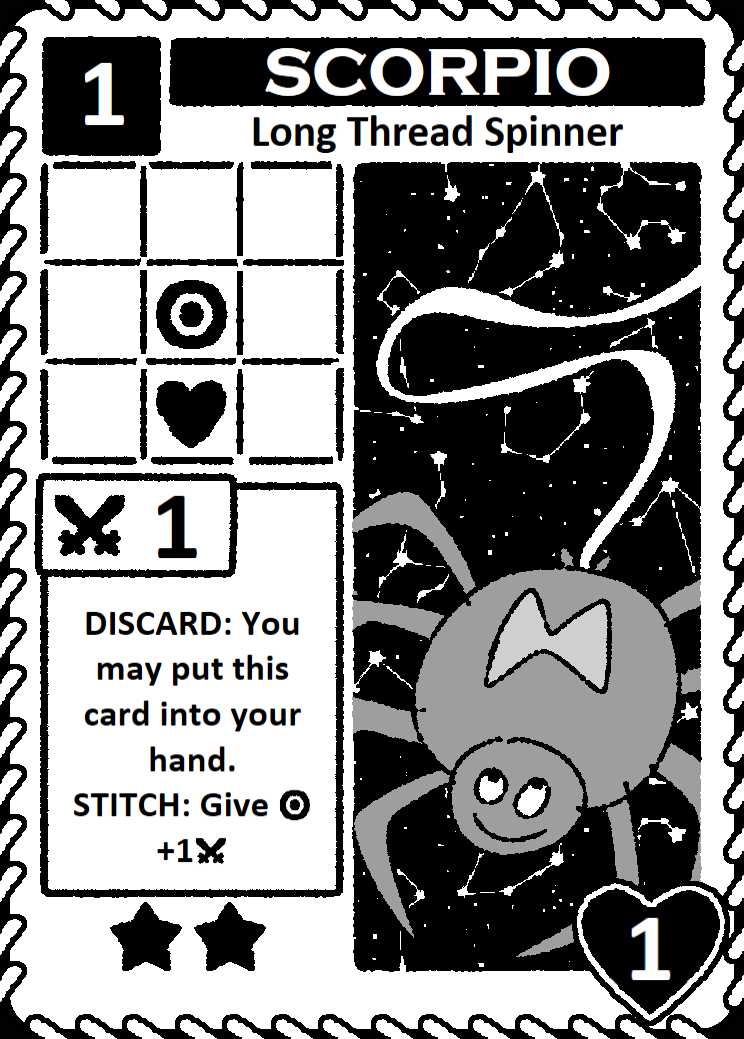 1
SCORPIO
Long Thread Spinner
1
DISCARD: You
may put this
card into your
hand.
STITCH: Give
+1
1